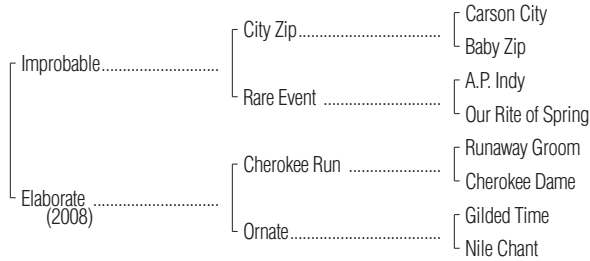 Carson City
City Zip
Baby Zip
Improbable
A.P. Indy
Rare Event
Our Rite of Spring
Runaway Groom
Cherokee Run
Cherokee Dame
Elaborate
(2008)
Gilded Time
Ornate
Nile Chant